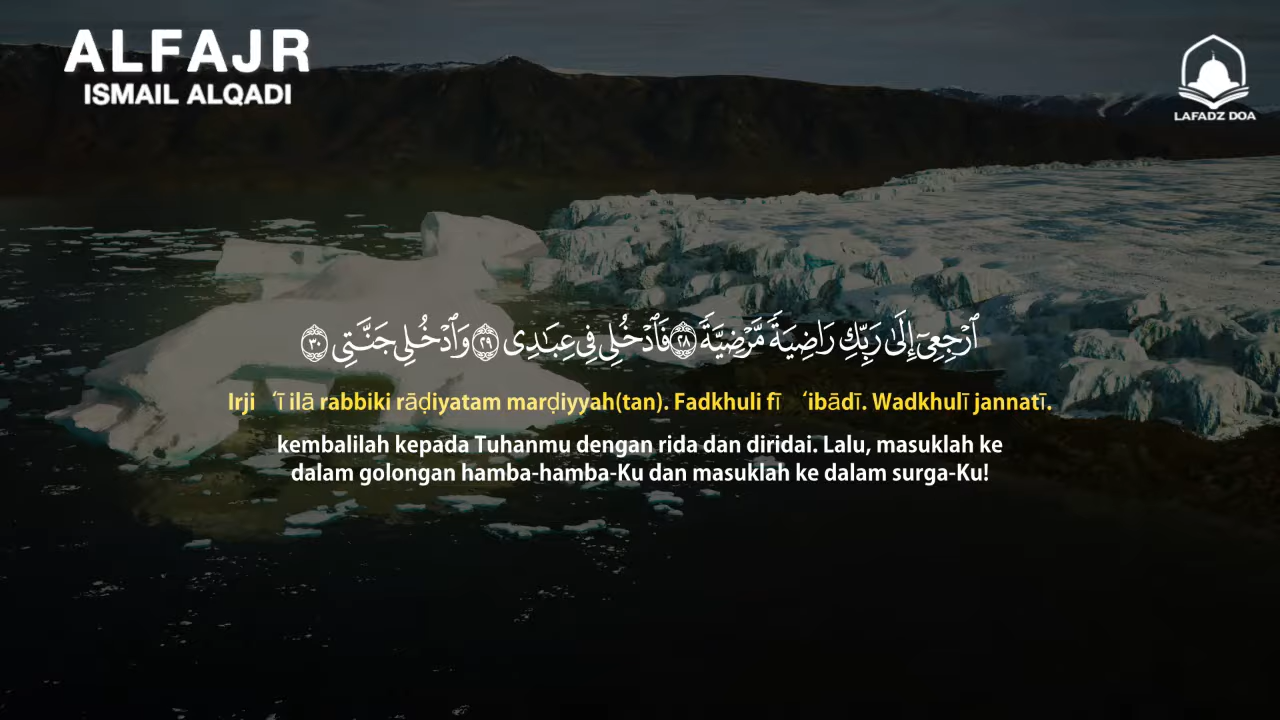 ALFAJR
ISMAIL ALQADI
LAFADZ DOA
ٱرْجِعِىٓ إِلَىٰ رَبِّكِ رَاضِيَةً مَّرْضِيَّةً ٢٨ فَٱدْخُلِى فِى عِبَـٰدِى ٢٩ وَٱدْخُلِى جَنَّتِى ٣٠
Irji‘ī ilā rabbiki rāḍiyatam marḍiyyah(tan). Fadkhuli fī ‘ibādī. Wadkhulī jannatī.
kembalilah kepada Tuhanmu dengan rida dan diridai. Lalu, masuklah ke
dalam golongan hamba-hamba-Ku dan masuklah ke dalam surga-Ku!